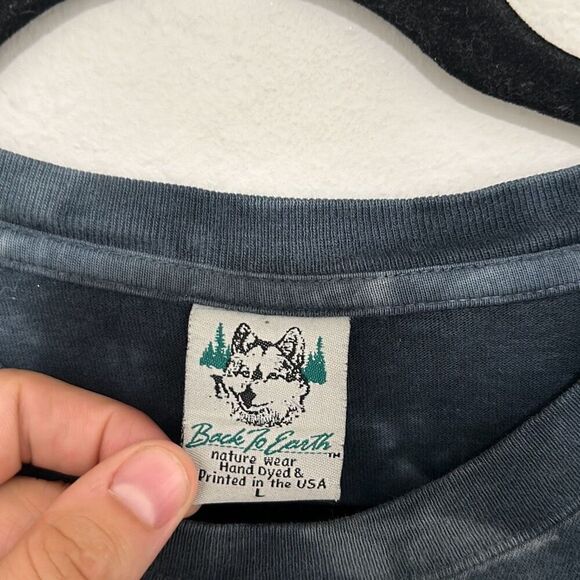 Back To Earth™
nature wear
Hand Dyed &
Printed in the USA
L